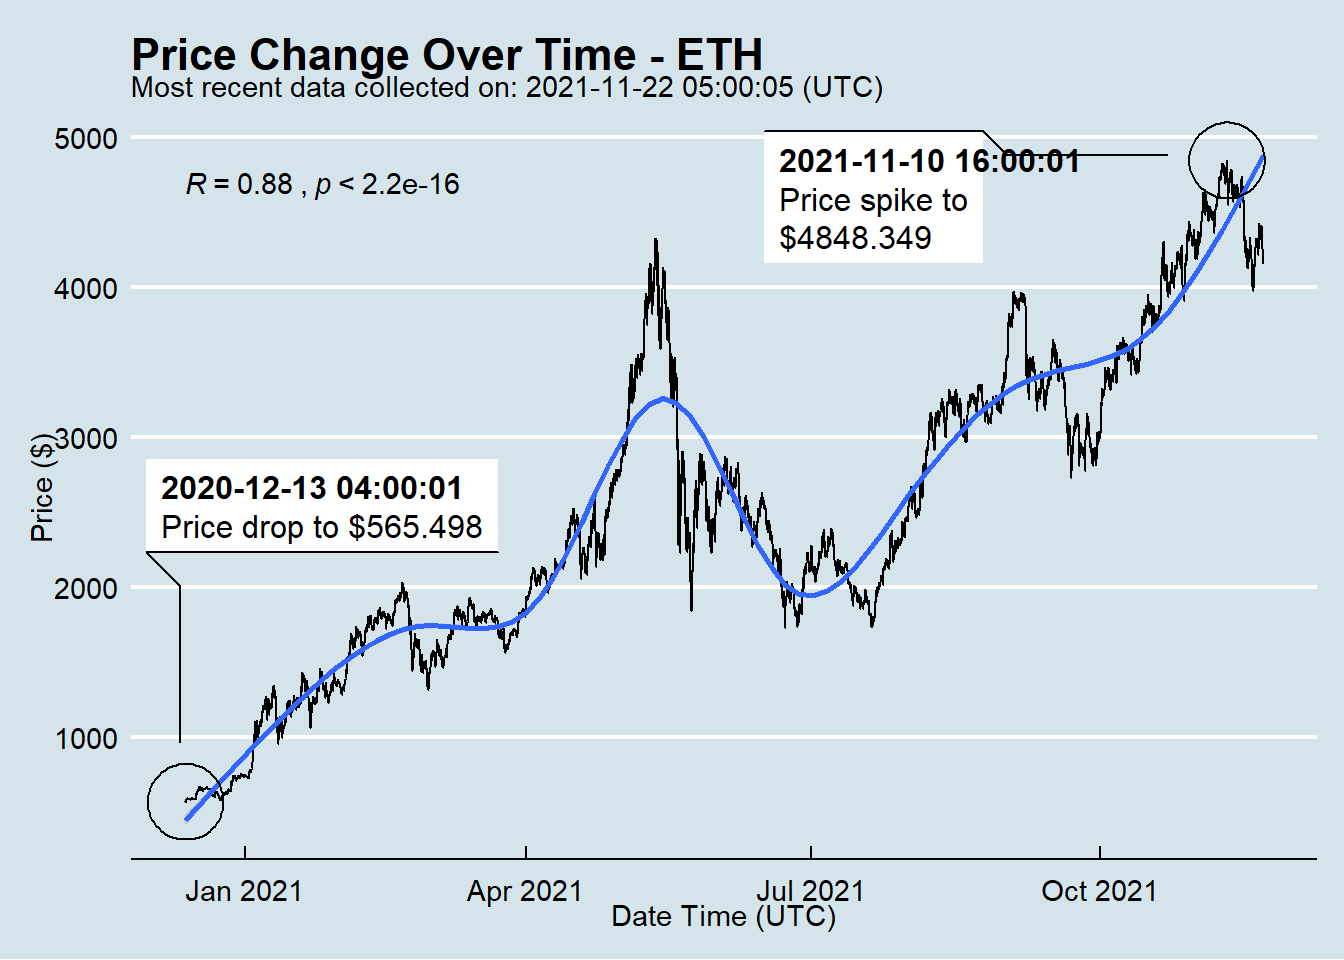 Price Change Over Time - ETH
Most recent data collected on: 2021-11-22 05:00:05 (UTC)
5000
4000
3000
2000
1000
Price ($)
R = 0.88 , p < 2.2e-16
2021-11-10 16:00:01
Price spike to
$4848.349
2020-12-13 04:00:01
Price drop to $565.498
Jan 2021
Apr 2021
Jul 2021
Oct 2021
Date Time (UTC)